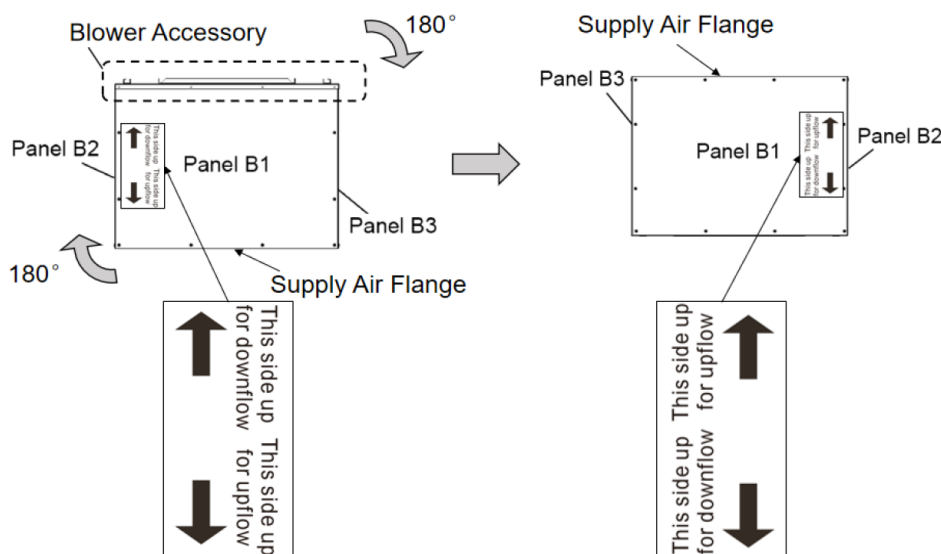 Blower Accessory
180°
Supply Air Flange
Panel B3
Panel B2
This side up
for downflow
This side up
for upflow
Panel B1
Panel B1
This side up
for upflow
This side up
for downflow
Panel B2
Panel B3
180°
Supply Air Flange
This side up
for downflow
This side up
for upflow
This side up
for upflow
This side up
for downflow